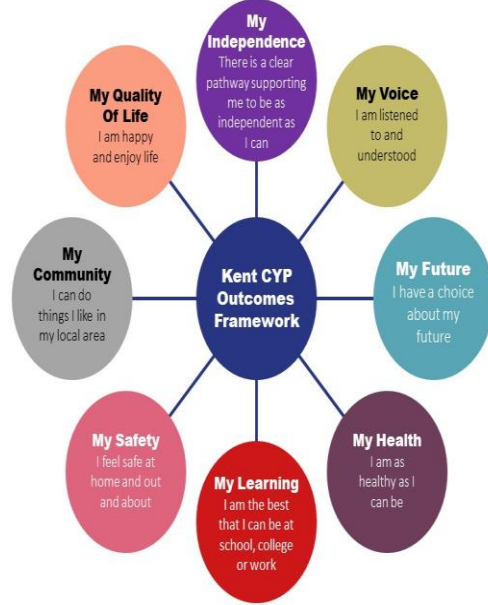 My
Independence
There is a clear
pathway supporting
me to be as
independent as
I can
My Voice
I am listened
to and
understood
My Future
I have a choice
about my
future
My Health
I am as
healthy as I
can be
My Learning
I am the best
that I can be at
school, college
or work
My Safety
I feel safe at
home and out
and about
My
Community
I can do
things I like in
my local area
My Quality
Of Life
I am happy
and enjoy life
Kent CYP
Outcomes
Framework